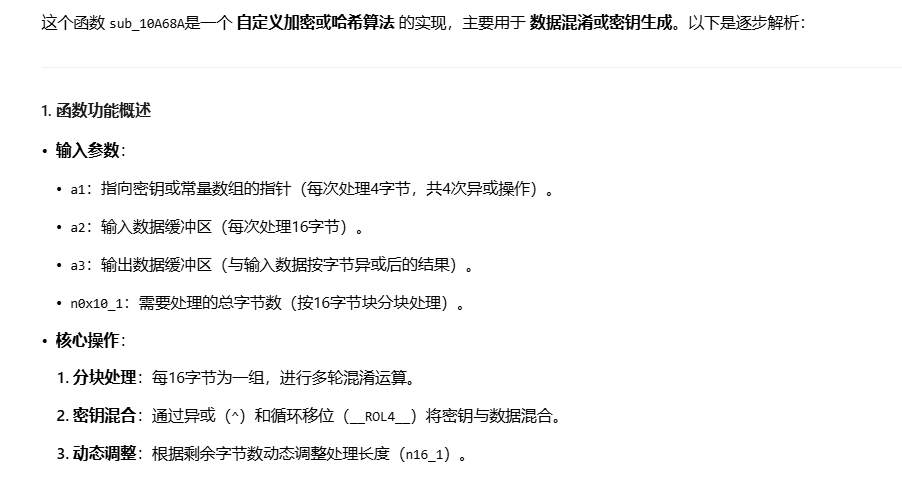 这个函数 sub_10A68A是一个 自定义加密或哈希算法 的实现，主要用于 数据混淆或密钥生成。以下是逐步解析：
1. 函数功能概述
• 输入参数：
• a1：指向密钥或常量数组的指针（每次处理4字节，共4次异或操作）。
• a2：输入数据缓冲区（每次处理16字节）。
• a3：输出数据缓冲区（与输入数据按字节异或后的结果）。
• n0x10_1：需要处理的总字节数（按16字节块分块处理）。
• 核心操作：
1. 分块处理：每16字节为一组，进行多轮混淆运算。
2. 密钥混合：通过异或（^）和循环移位（__ROL4__）将密钥与数据混合。
3. 动态调整：根据剩余字节数动态调整处理长度（n16_1）。